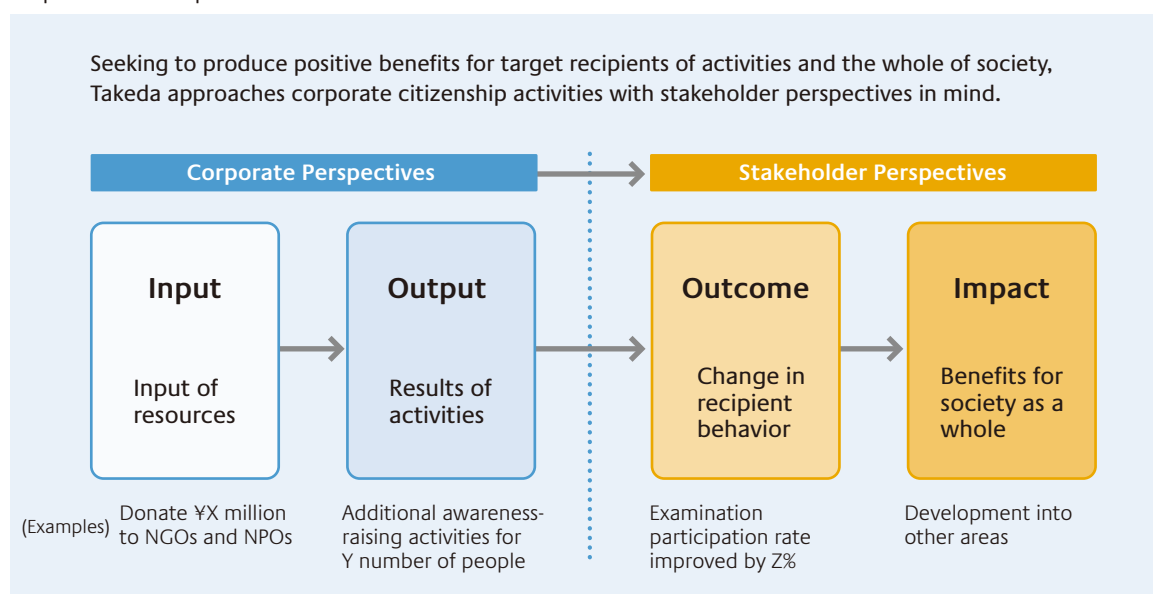 Seeking to produce positive benefits for target recipients of activities and the whole of society,
Takeda approaches corporate citizenship activities with stakeholder perspectives in mind.
Corporate Perspectives
Stakeholder Perspectives
Input
Input of
resources
Output
Results of
activities
Outcome
Change in
recipient
behavior
Impact
Benefits for
society as a
whole
(Examples)
Donate ¥X million
to NGOs and NPOs
Additional awareness-
raising activities for
Y number of people
Examination
participation rate
improved by Z%
Development into
other areas